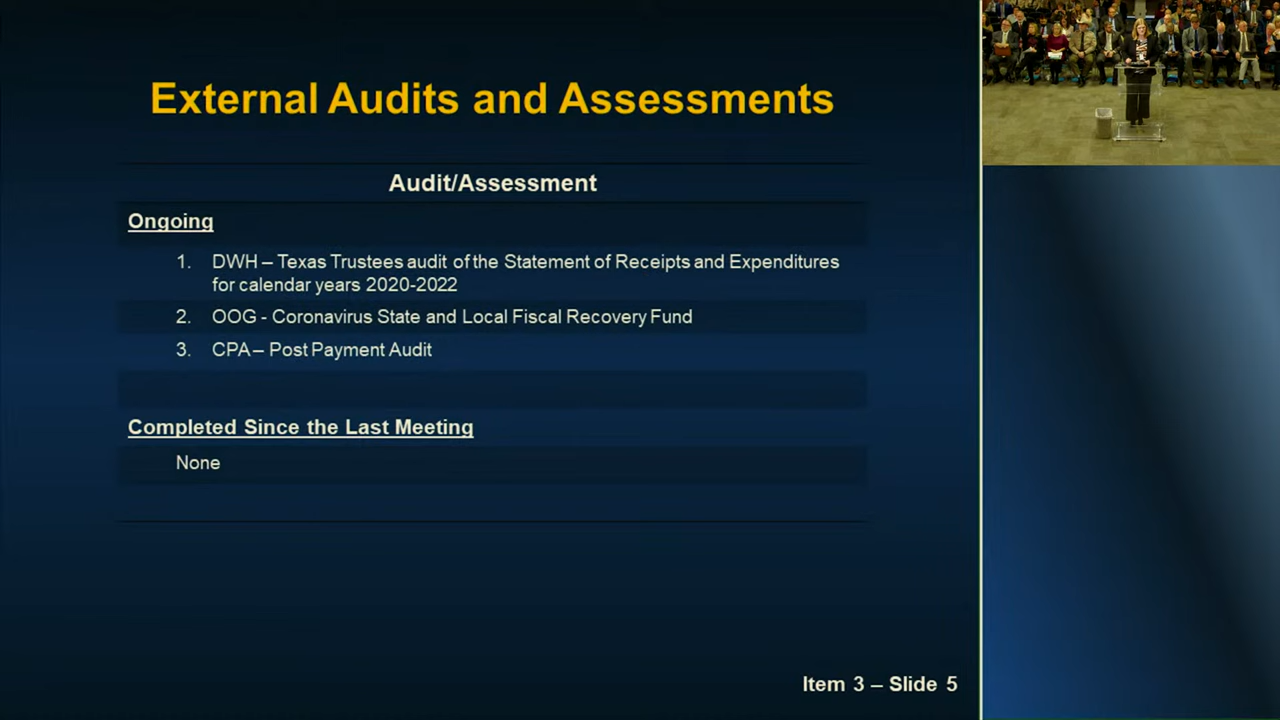 External Audits and Assessments
Audit/Assessment
Ongoing
1. DWH – Texas Trustees audit of the Statement of Receipts and Expenditures
for calendar years 2020-2022
2. OOG - Coronavirus State and Local Fiscal Recovery Fund
3. CPA – Post Payment Audit
Completed Since the Last Meeting
None
Item 3 – Slide 5